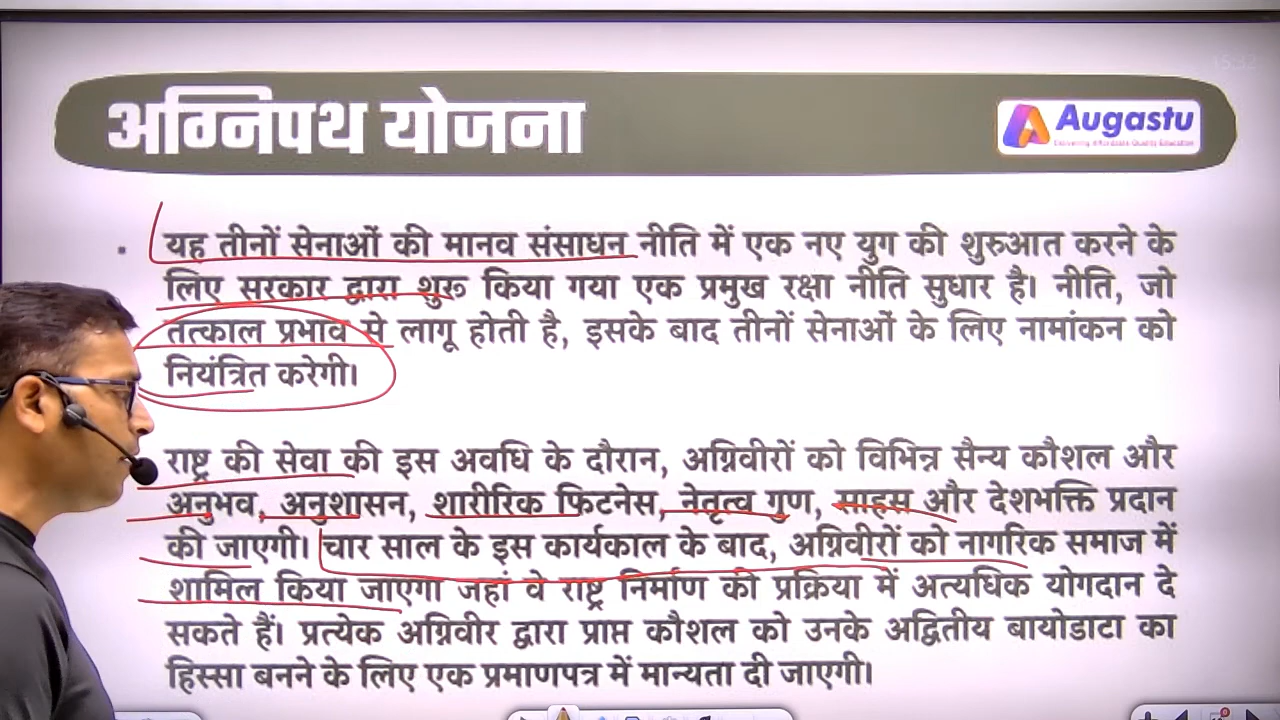 15:32
अग्निपथ योजना
Augastu
यह तीनों सेनाओं की मानव संसाधन नीति में एक नए युग की शुरुआत करने के
लिए सरकार द्वारा शुरू किया गया एक प्रमुख रक्षा नीति सुधार है। नीति, जो
तत्काल प्रभाव से लागू होती है, इसके बाद तीनों सेनाओं के लिए नामांकन को
नियंत्रित करेगी।
राष्ट्र की सेवा की इस अवधि के दौरान, अग्निवीरों को विभिन्न सैन्य कौशल और
अनुभव, अनुशासन, शारीरिक फिटनेस, नेतृत्व गुण, साहस और देशभक्ति प्रदान
की जाएगी। चार साल के इस कार्यकाल के बाद, अग्निवीरों को नागरिक समाज में
शामिल किया जाएगा जहां वे राष्ट्र निर्माण की प्रक्रिया में अत्यधिक योगदान दे
सकते हैं। प्रत्येक अग्निवीर द्वारा प्राप्त कौशल को उनके अद्वितीय बायोडाटा का
हिस्सा बनने के लिए एक प्रमाणपत्र में मान्यता दी जाएगी।